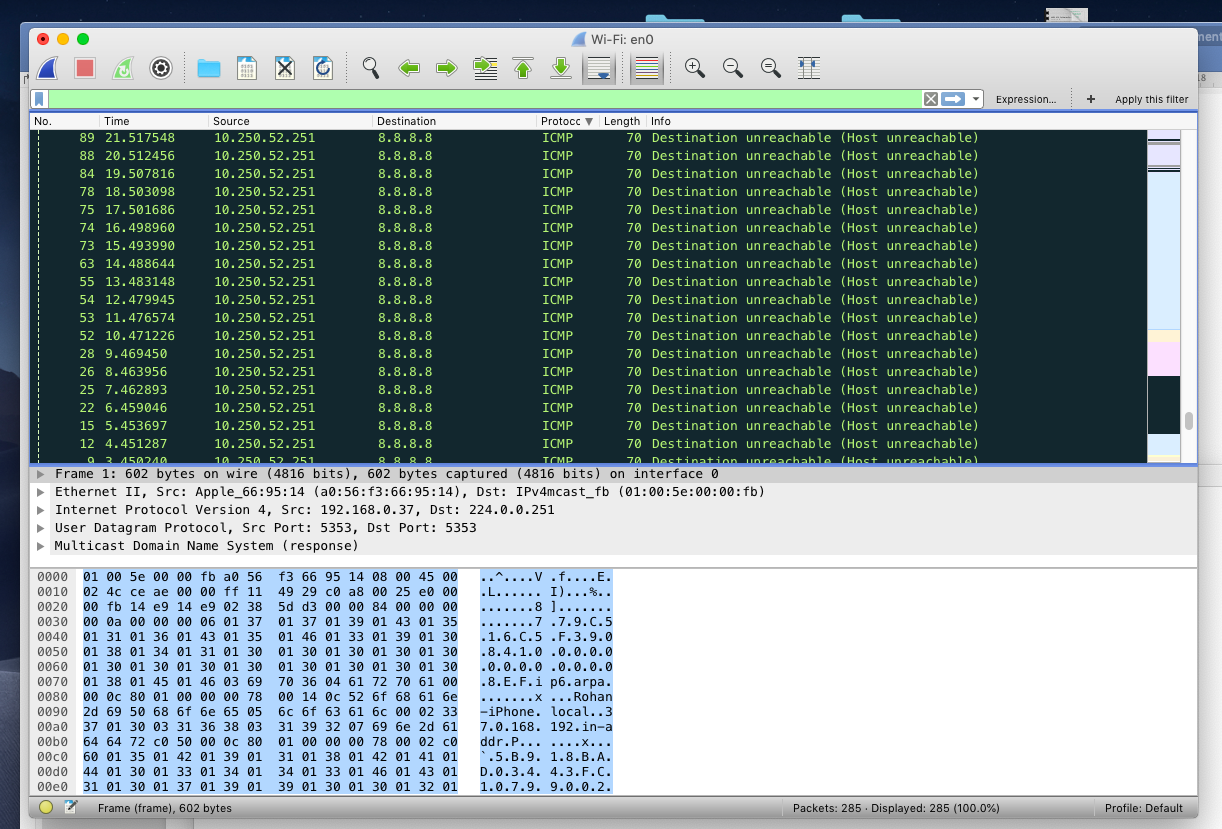 Wi-Fi: en0
Expression... + Apply this filter
No. Time Source Destination Protocc Length Info
89 21.517548 10.250.52.251 8.8.8.8 ICMP 70 Destination unreachable (Host unreachable)
88 20.512456 10.250.52.251 8.8.8.8 ICMP 70 Destination unreachable (Host unreachable)
84 19.507816 10.250.52.251 8.8.8.8 ICMP 70 Destination unreachable (Host unreachable)
78 18.503098 10.250.52.251 8.8.8.8 ICMP 70 Destination unreachable (Host unreachable)
75 17.501686 10.250.52.251 8.8.8.8 ICMP 70 Destination unreachable (Host unreachable)
74 16.498960 10.250.52.251 8.8.8.8 ICMP 70 Destination unreachable (Host unreachable)
73 15.493990 10.250.52.251 8.8.8.8 ICMP 70 Destination unreachable (Host unreachable)
63 14.488644 10.250.52.251 8.8.8.8 ICMP 70 Destination unreachable (Host unreachable)
55 13.483148 10.250.52.251 8.8.8.8 ICMP 70 Destination unreachable (Host unreachable)
54 12.479945 10.250.52.251 8.8.8.8 ICMP 70 Destination unreachable (Host unreachable)
53 11.476574 10.250.52.251 8.8.8.8 ICMP 70 Destination unreachable (Host unreachable)
52 10.471226 10.250.52.251 8.8.8.8 ICMP 70 Destination unreachable (Host unreachable)
28 9.469450 10.250.52.251 8.8.8.8 ICMP 70 Destination unreachable (Host unreachable)
26 8.463956 10.250.52.251 8.8.8.8 ICMP 70 Destination unreachable (Host unreachable)
25 7.462893 10.250.52.251 8.8.8.8 ICMP 70 Destination unreachable (Host unreachable)
22 6.459046 10.250.52.251 8.8.8.8 ICMP 70 Destination unreachable (Host unreachable)
15 5.453697 10.250.52.251 8.8.8.8 ICMP 70 Destination unreachable (Host unreachable)
12 4.451287 10.250.52.251 8.8.8.8 ICMP 70 Destination unreachable (Host unreachable)
9 3.450240 10.250.52.251 8.8.8.8 ICMP 70 Destination unreachable (Host unreachable)
Frame 1: 602 bytes on wire (4816 bits), 602 bytes captured (4816 bits) on interface 0
Ethernet II, Src: Apple_66:95:14 (a0:56:f3:66:95:14), Dst: IPv4mcast_fb (01:00:5e:00:00:fb)
Internet Protocol Version 4, Src: 192.168.0.37, Dst: 224.0.0.251
User Datagram Protocol, Src Port: 5353, Dst Port: 5353
Multicast Domain Name System (response)
0000 01 00 5e 00 00 fb a0 56 f3 66 95 14 08 00 45 00 ..^....V .f....E.
0010 02 4c ce ae 00 00 ff 11 49 29 c0 a8 00 25 e0 00 .L...... I)...%..
0020 00 fb 14 e9 14 e9 02 38 5d d3 00 00 84 00 00 00 .......8 ].......
0030 00 0a 00 00 00 06 01 37 01 37 01 39 01 43 01 35 .......7 .7.9.C.5
0040 01 31 01 36 01 43 01 35 01 46 01 33 01 39 01 30 .1.6.C.5 .F.3.9.0
0050 01 38 01 34 01 31 01 30 01 30 01 30 01 30 01 30 .8.4.1.0 .0.0.0.0
0060 01 30 01 30 01 30 01 30 01 30 01 30 01 30 01 30 .0.0.0.0 .0.0.0.0
0070 01 38 01 45 01 46 03 69 70 36 04 61 72 70 61 00 .8.E.F.i p6.arpa.
0080 00 0c 80 01 00 00 00 78 00 14 0c 52 6f 68 61 6e .......x ...Rohan
0090 2d 69 50 68 6f 6e 65 05 6c 6f 63 61 6c 00 02 33 -iPhone. local..3
00a0 37 01 30 03 31 36 38 03 31 39 32 07 69 6e 2d 61 7.0.168. 192.in-a
00b0 64 64 72 c0 50 00 0c 80 01 00 00 00 78 00 02 c0 ddr.P... ....x...
00c0 60 01 35 01 42 01 39 01 31 01 38 01 42 01 41 01 `.5.B.9. 1.8.B.A.
00d0 44 01 30 01 33 01 34 01 34 01 33 01 46 01 43 01 D.0.3.4. 4.3.F.C.
00e0 31 01 30 01 37 01 39 01 39 01 30 01 30 01 32 01 1.0.7.9. 9.0.0.2.
Frame (frame), 602 bytes Packets: 285 · Displayed: 285 (100.0%) Profile: Default